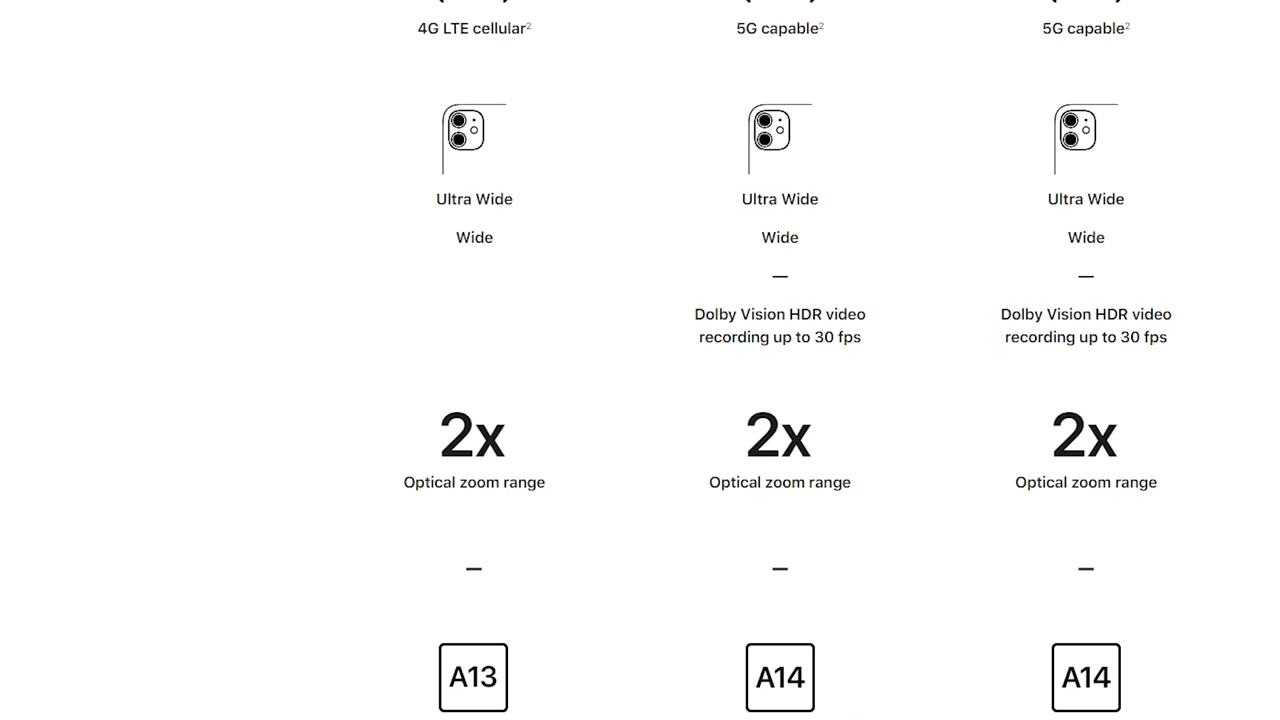 4G LTE cellular² 5G capable² 5G capable²
Ultra Wide Ultra Wide Ultra Wide
Wide Wide Wide
— —
Dolby Vision HDR video Dolby Vision HDR video
recording up to 30 fps recording up to 30 fps
2x 2x 2x
Optical zoom range Optical zoom range Optical zoom range
— — —
A13 A14 A14